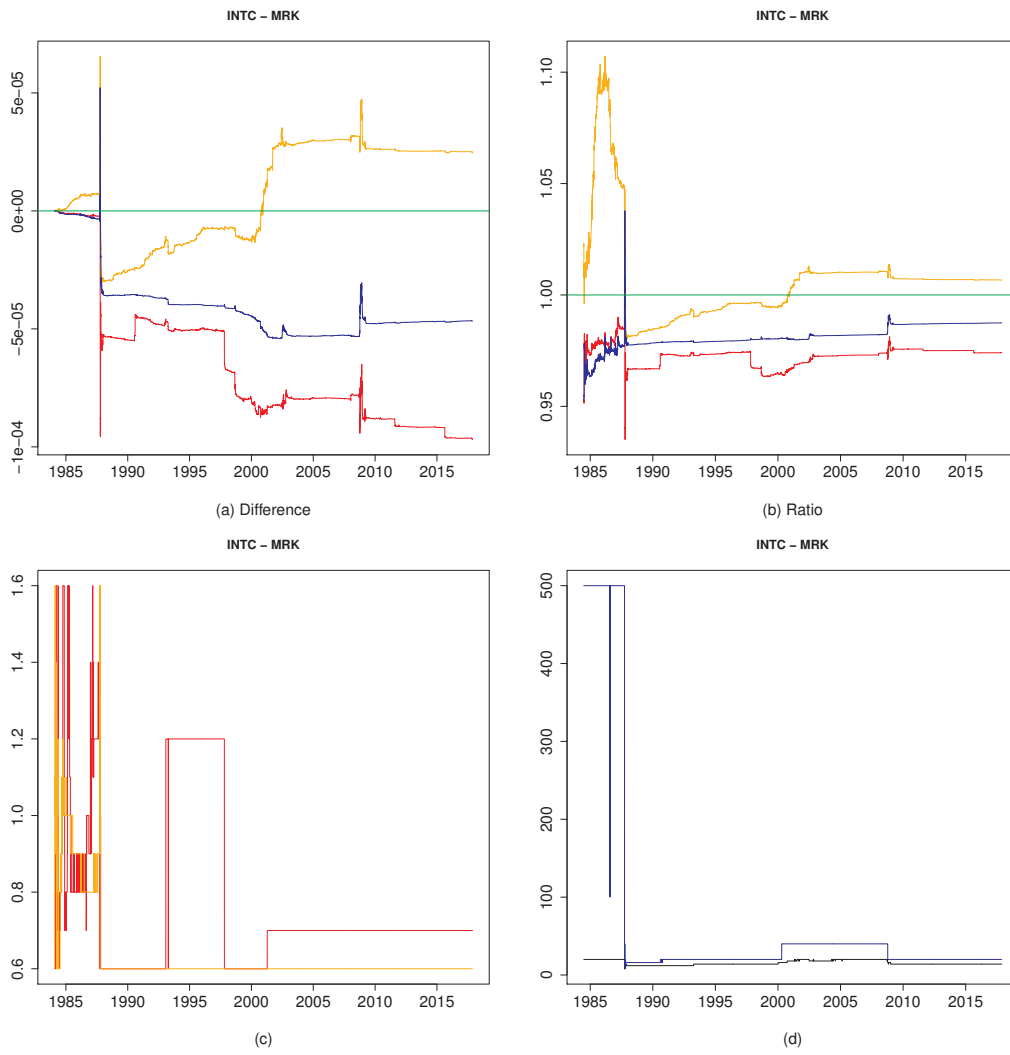 INTC − MRK
5e−05
0e+00
−5e−05
−1e−04
1985 1990 1995 2000 2005 2010 2015
(a) Difference
INTC − MRK
1.10
1.05
1.00
0.95
1985 1990 1995 2000 2005 2010 2015
(b) Ratio
INTC − MRK
1.6
1.4
1.2
1.0
0.8
0.6
1985 1990 1995 2000 2005 2010 2015
(c)
INTC − MRK
500
400
300
200
100
0
1985 1990 1995 2000 2005 2010 2015
(d)